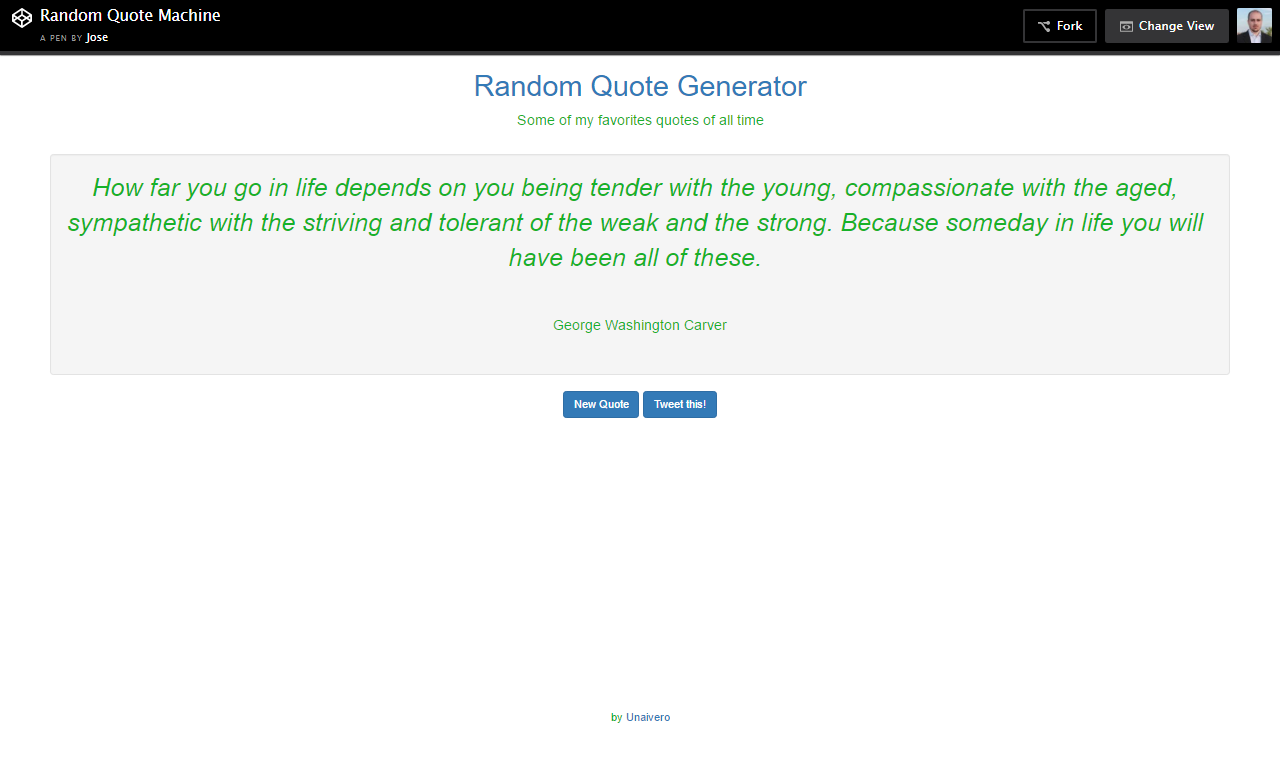 Random Quote Machine
A PEN BY Jose
Fork
Change View
Random Quote Generator
Some of my favorites quotes of all time
How far you go in life depends on you being tender with the young, compassionate with the aged,
sympathetic with the striving and tolerant of the weak and the strong. Because someday in life you will
have been all of these.
George Washington Carver
New Quote
Tweet this!
by Unaivero